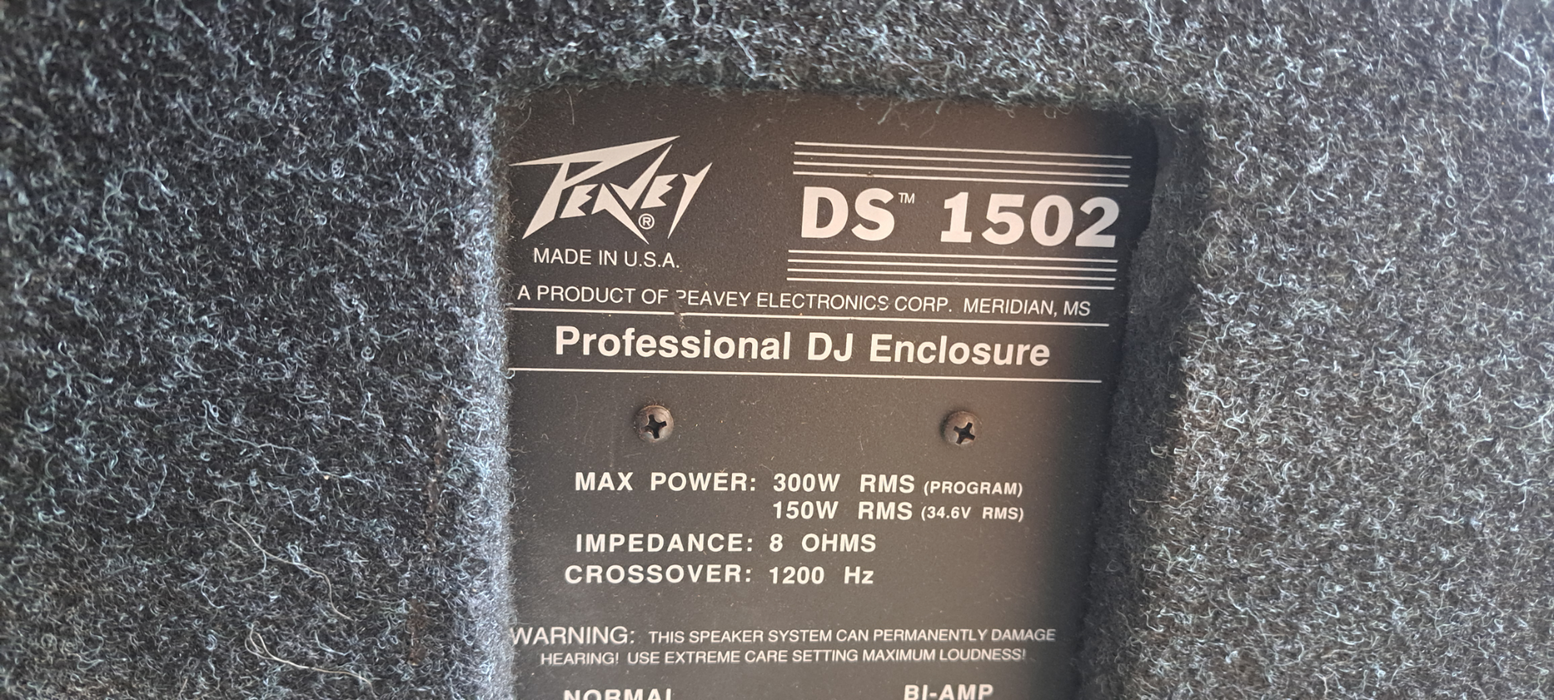 PEAVEY®
MADE IN U.S.A.
DS™ 1502
A PRODUCT OF PEAVEY ELECTRONICS CORP. MERIDIAN, MS
Professional DJ Enclosure
MAX POWER: 300W RMS (PROGRAM)
150W RMS (34.6V RMS)
IMPEDANCE: 8 OHMS
CROSSOVER: 1200 Hz
WARNING: THIS SPEAKER SYSTEM CAN PERMANENTLY DAMAGE
HEARING! USE EXTREME CARE SETTING MAXIMUM LOUDNESS!
NORMAL BI-AMP